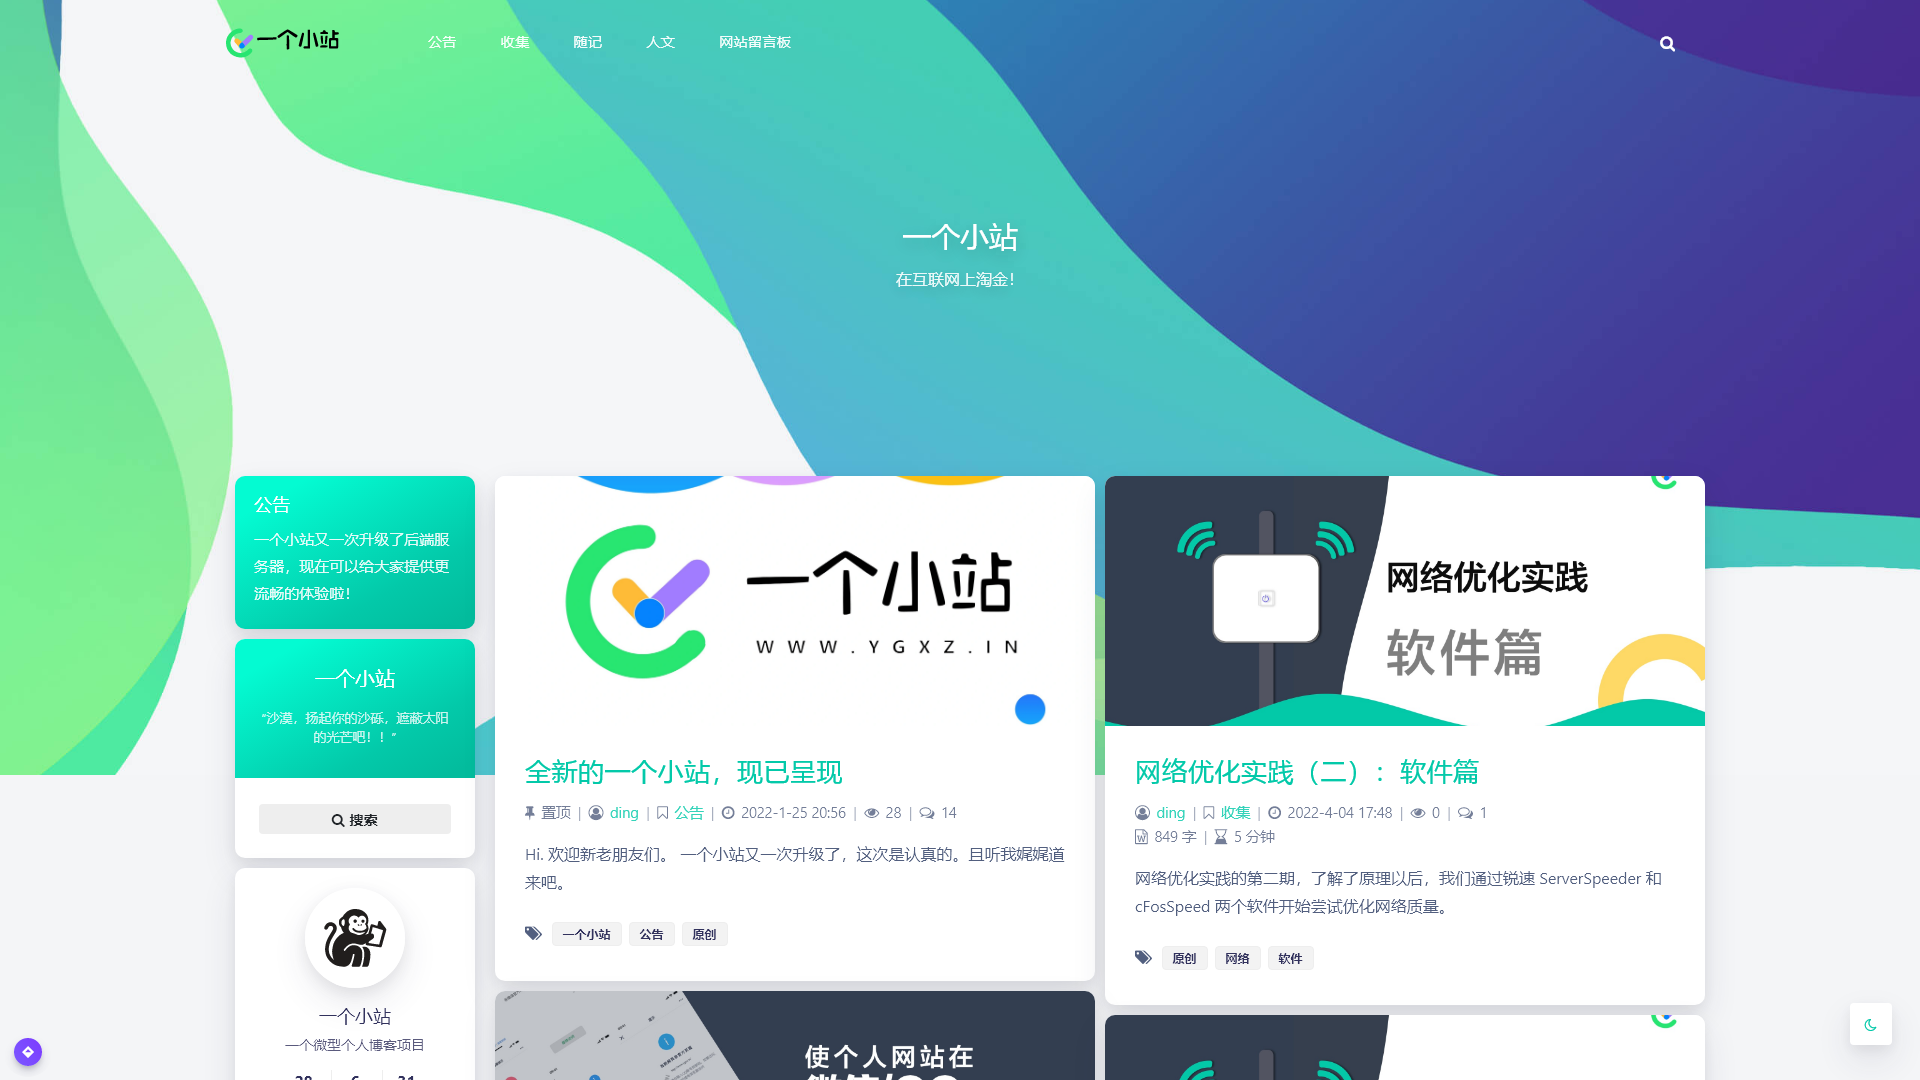 一个小站
公告
收集
随记
人文
网站留言板
一个小站
在互联网上淘金！
公告
一个小站又一次升级了后端服
务器，现在可以给大家提供更
流畅的体验啦！
一个小站
“沙漠，扬起你的沙砾，遮蔽太阳
的光芒吧！！”
搜索
一个小站
一个微型个人博客项目
一个小站
WWW.YGXZ.IN
全新的一个小站，现已呈现
置顶 | ding | 公告 | 2022-1-25 20:56 | 28 | 14
Hi. 欢迎新老朋友们。 一个小站又一次升级了，这次是认真的。且听我娓娓道
来吧。
一个小站 公告 原创
使个人网站在
网络优化实践
软件篇
网络优化实践（二）：软件篇
ding | 收集 | 2022-4-04 17:48 | 0 | 1
849 字 | 5 分钟
网络优化实践的第二期，了解了原理以后，我们通过锐速 ServerSpeeder 和
cFosSpeed 两个软件开始尝试优化网络质量。
原创 网络 软件